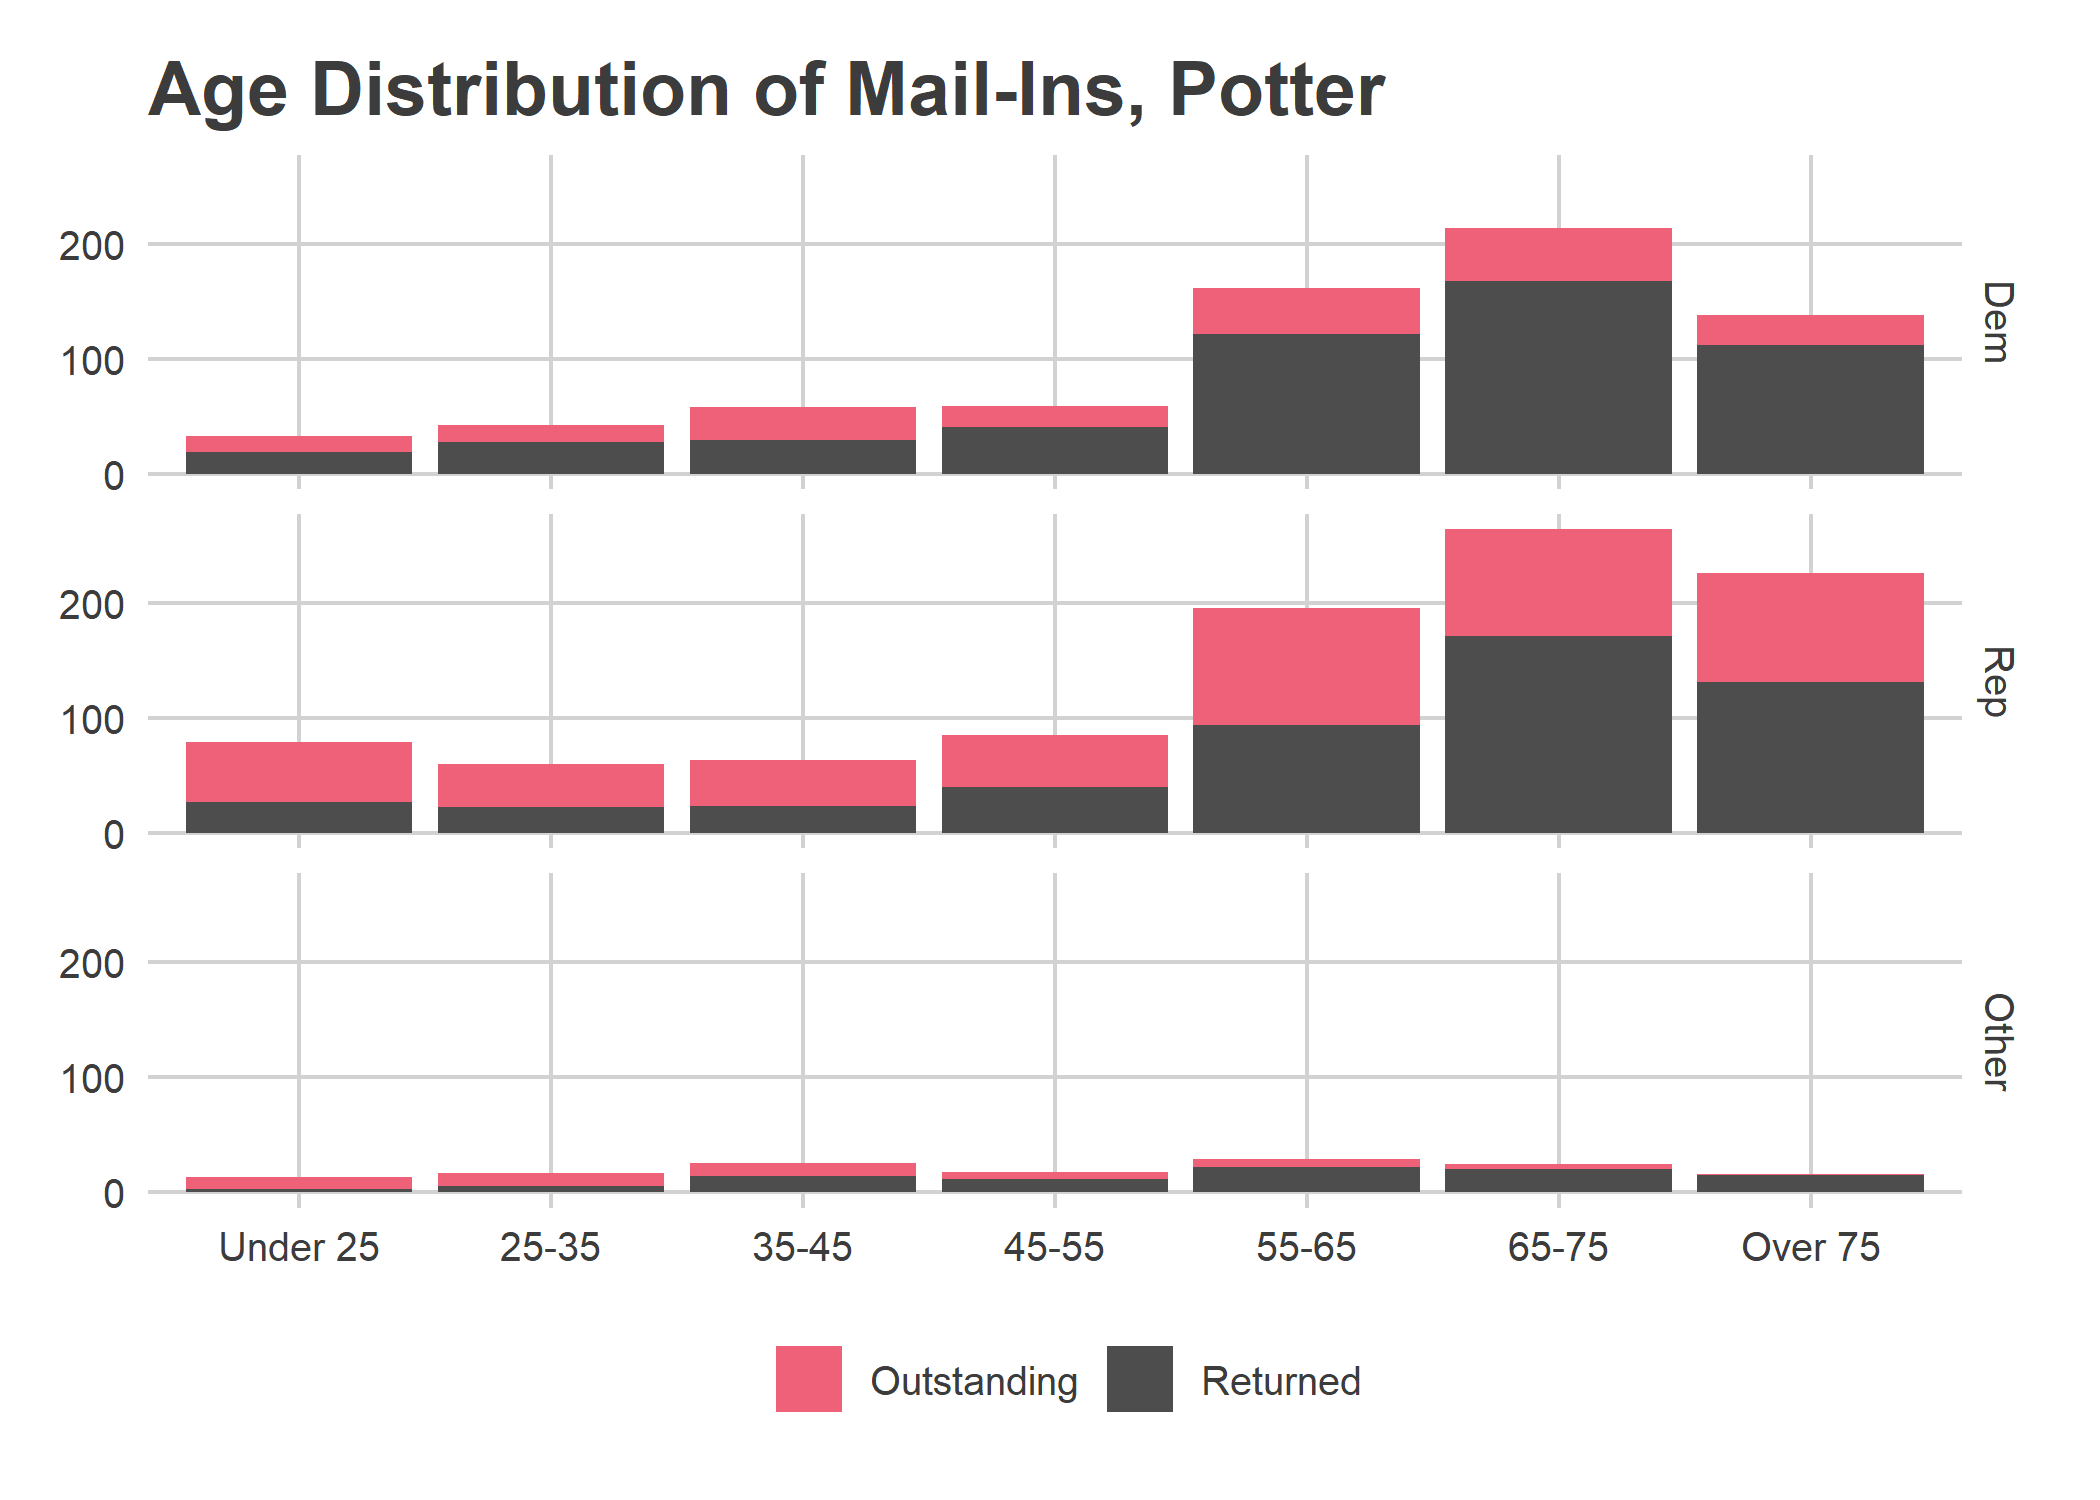 Age Distribution of Mail-Ins, Potter
200
100
0
Dem
200
100
0
Rep
200
100
0
Other
Under 25 25-35 35-45 45-55 55-65 65-75 Over 75
Outstanding Returned